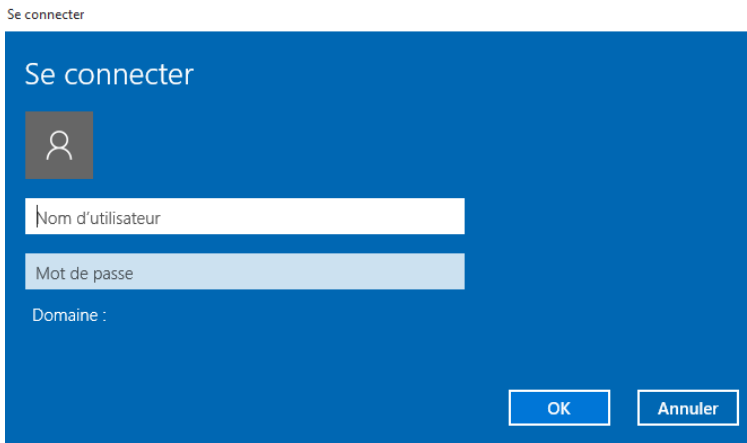 Se connecter
Se connecter
Nom d'utilisateur
Mot de passe
Domaine :
OK
Annuler